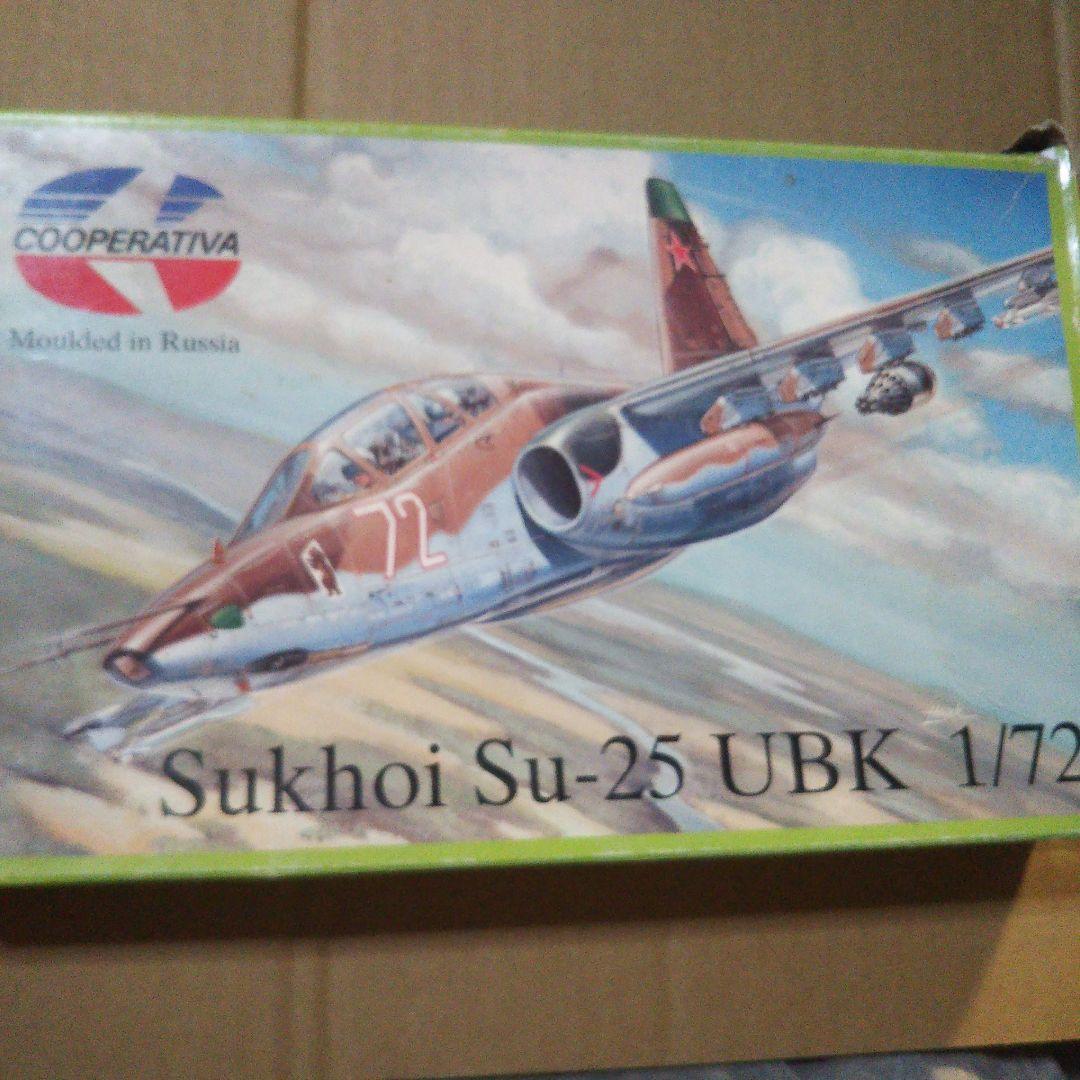 COOPERATIVA
Moulded in Russia
72
Sukhoi Su-25 UBK 1/72